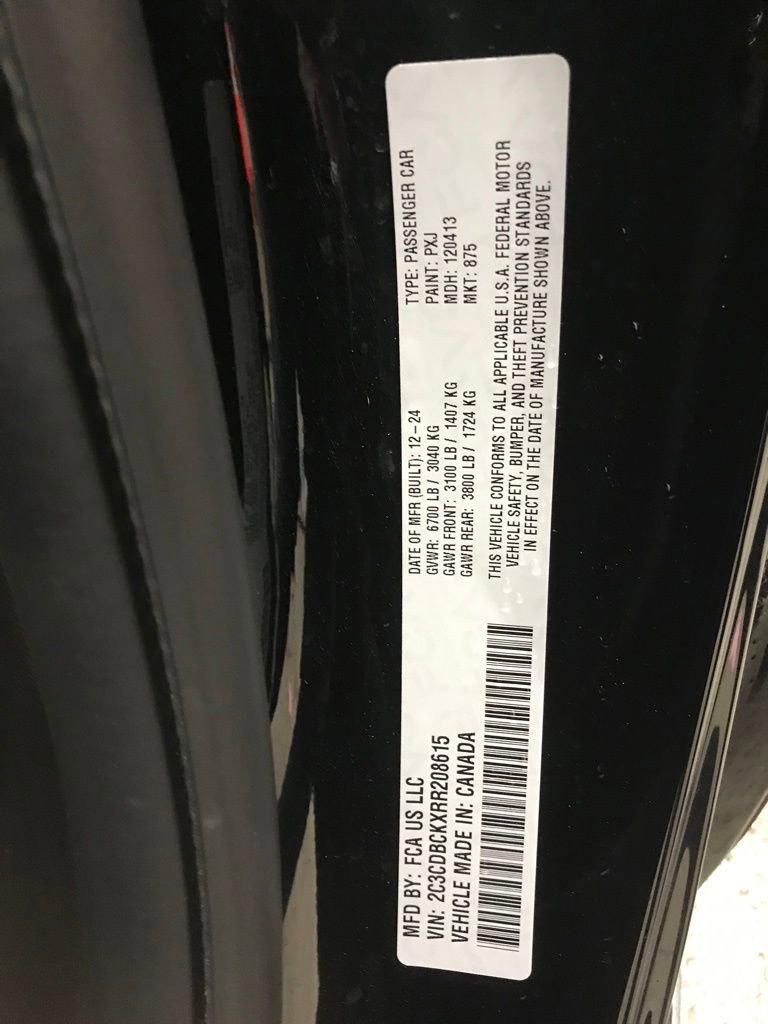 MFD BY: FCA US LLC
VIN: 2C3CDBCKXRR208615
VEHICLE MADE IN: CANADA
DATE OF MFR (BUILT): 12-24
GVWR: 6700 LB / 3040 KG
GAWR FRONT: 3100 LB / 1407 KG
GAWR REAR: 3800 LB / 1724 KG
TYPE: PASSENGER CAR
PAINT: PXJ
MDH: 120413
MKT: 875
THIS VEHICLE CONFORMS TO ALL APPLICABLE U.S.A. FEDERAL MOTOR
VEHICLE SAFETY, BUMPER, AND THEFT PREVENTION STANDARDS
IN EFFECT ON THE DATE OF MANUFACTURE SHOWN ABOVE.